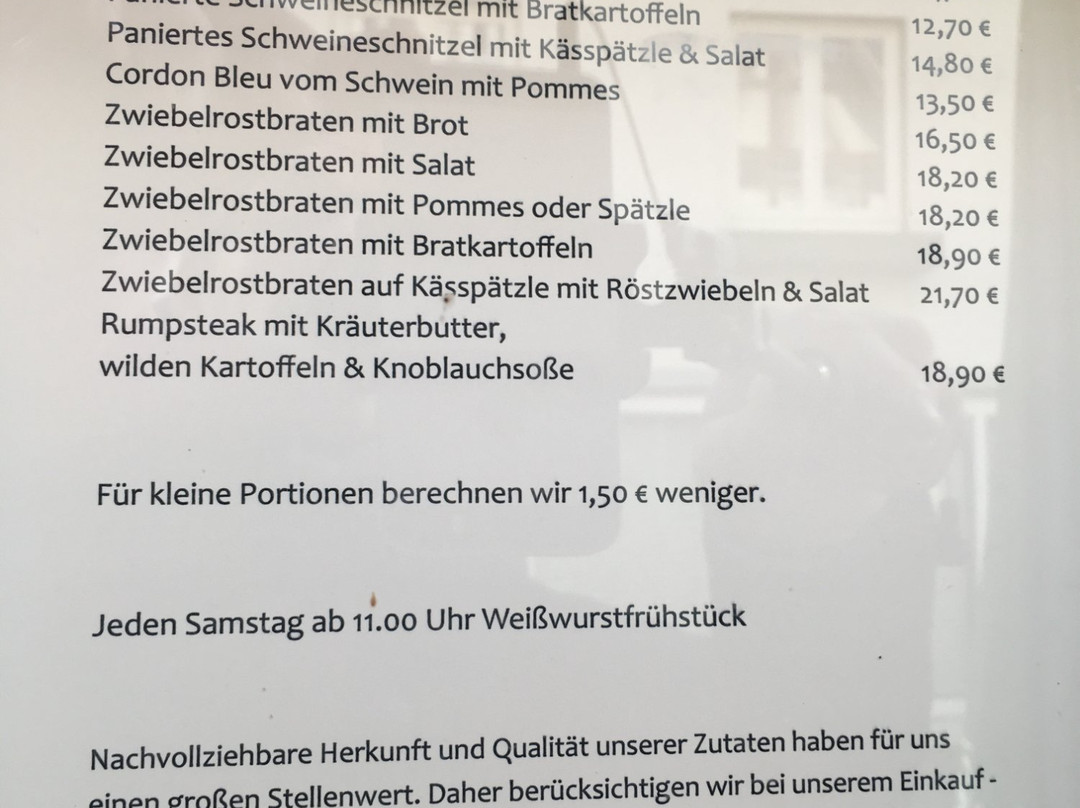 Schweineschnitzel mit Bratkartoffeln 12,70 €
Paniertes Schweineschnitzel mit Kässpätzle & Salat 14,80 €
Cordon Bleu vom Schwein mit Pommes 13,50 €
Zwiebelrostbraten mit Brot 16,50 €
Zwiebelrostbraten mit Salat 18,20 €
Zwiebelrostbraten mit Pommes oder Spätzle 18,20 €
Zwiebelrostbraten mit Bratkartoffeln 18,90 €
Zwiebelrostbraten auf Kässpätzle mit Röstzwiebeln & Salat 21,70 €
Rumpsteak mit Kräuterbutter,
wilden Kartoffeln & Knoblauchsoße 18,90 €
Für kleine Portionen berechnen wir 1,50 € weniger.
Jeden Samstag ab 11.00 Uhr Weißwurstfrühstück
Nachvollziehbare Herkunft und Qualität unserer Zutaten haben für uns
einen großen Stellenwert. Daher berücksichtigen wir bei unserem Einkauf -